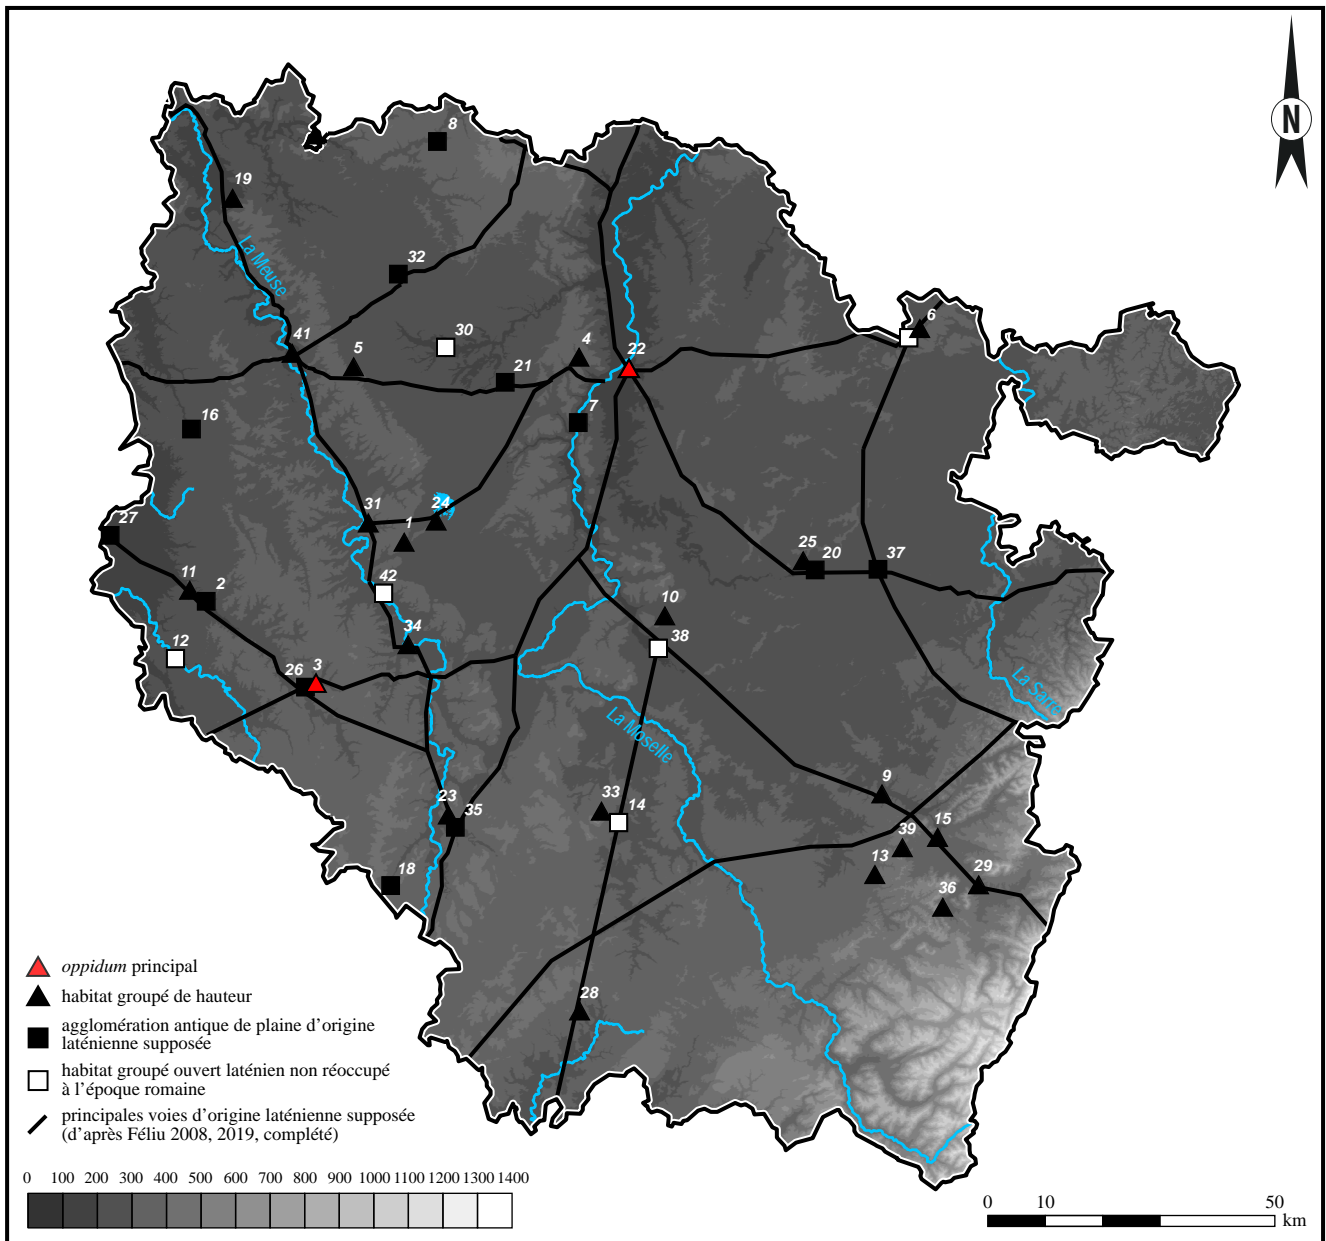 N
8
19
La Meuse
32
6
41
30
4
5
22
21
16
7
24
31
27
1
25
20
37
42
11
2
10
34
38
12
3
26
La Sarre
La Moselle
9
23
35
33
14
15
39
13
18
29
36
oppidum principal
28
habitat groupé de hauteur
agglomération antique de plaine d'origine
laténienne supposée
habitat groupé ouvert laténien non réoccupé
à l'époque romaine
principales voies d'origine laténienne supposée
(d'après Féliu 2008, 2019, complété)
0 100 200 300 400 500 600 700 800 900 1000 1100 1200 1300 1400
0 10 50
km